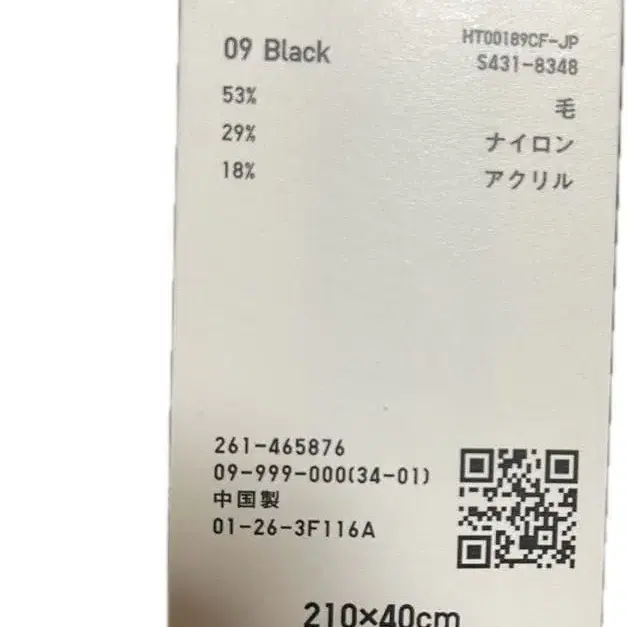 09 Black
HT00189CF-JP
S431-8348
53% 毛
29% ナイロン
18% アクリル
261-465876
09-999-000(34-01)
中国製
01-26-3F116A
210×40cm